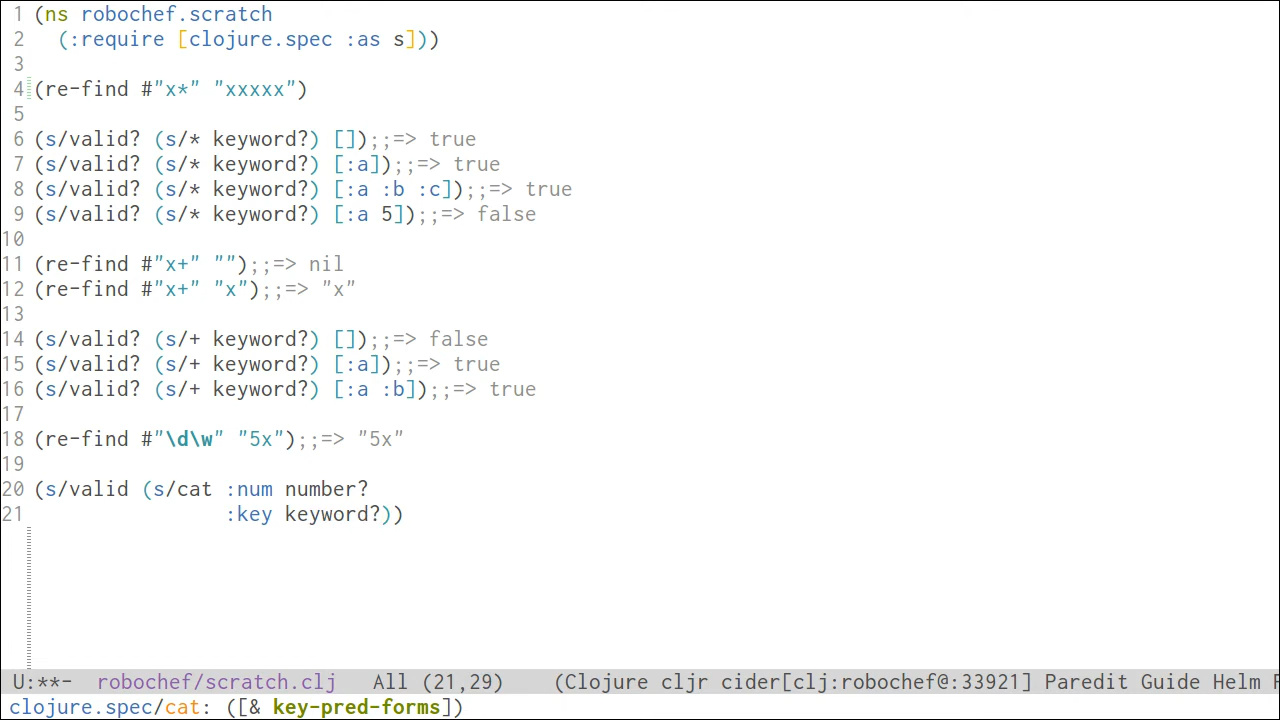 1 (ns robochef.scratch
2   (:require [clojure.spec :as s]))
3
4 (re-find #"x*" "xxxxx")
5
6 (s/valid? (s/* keyword?) []);;=> true
7 (s/valid? (s/* keyword?) [:a]);;=> true
8 (s/valid? (s/* keyword?) [:a :b :c]);;=> true
9 (s/valid? (s/* keyword?) [:a 5]);;=> false
10
11 (re-find #"x+" "");;=> nil
12 (re-find #"x+" "x");;=> "x"
13
14 (s/valid? (s/+ keyword?) []);;=> false
15 (s/valid? (s/+ keyword?) [:a]);;=> true
16 (s/valid? (s/+ keyword?) [:a :b]);;=> true
17
18 (re-find #"\d\w" "5x");;=> "5x"
19
20 (s/valid (s/cat :num number?
21                 :key keyword?))
U:**-  robochef/scratch.clj   All (21,29)    (Clojure cljr cider[clj:robochef@:33921] Paredit Guide Helm
clojure.spec/cat: ([& key-pred-forms])